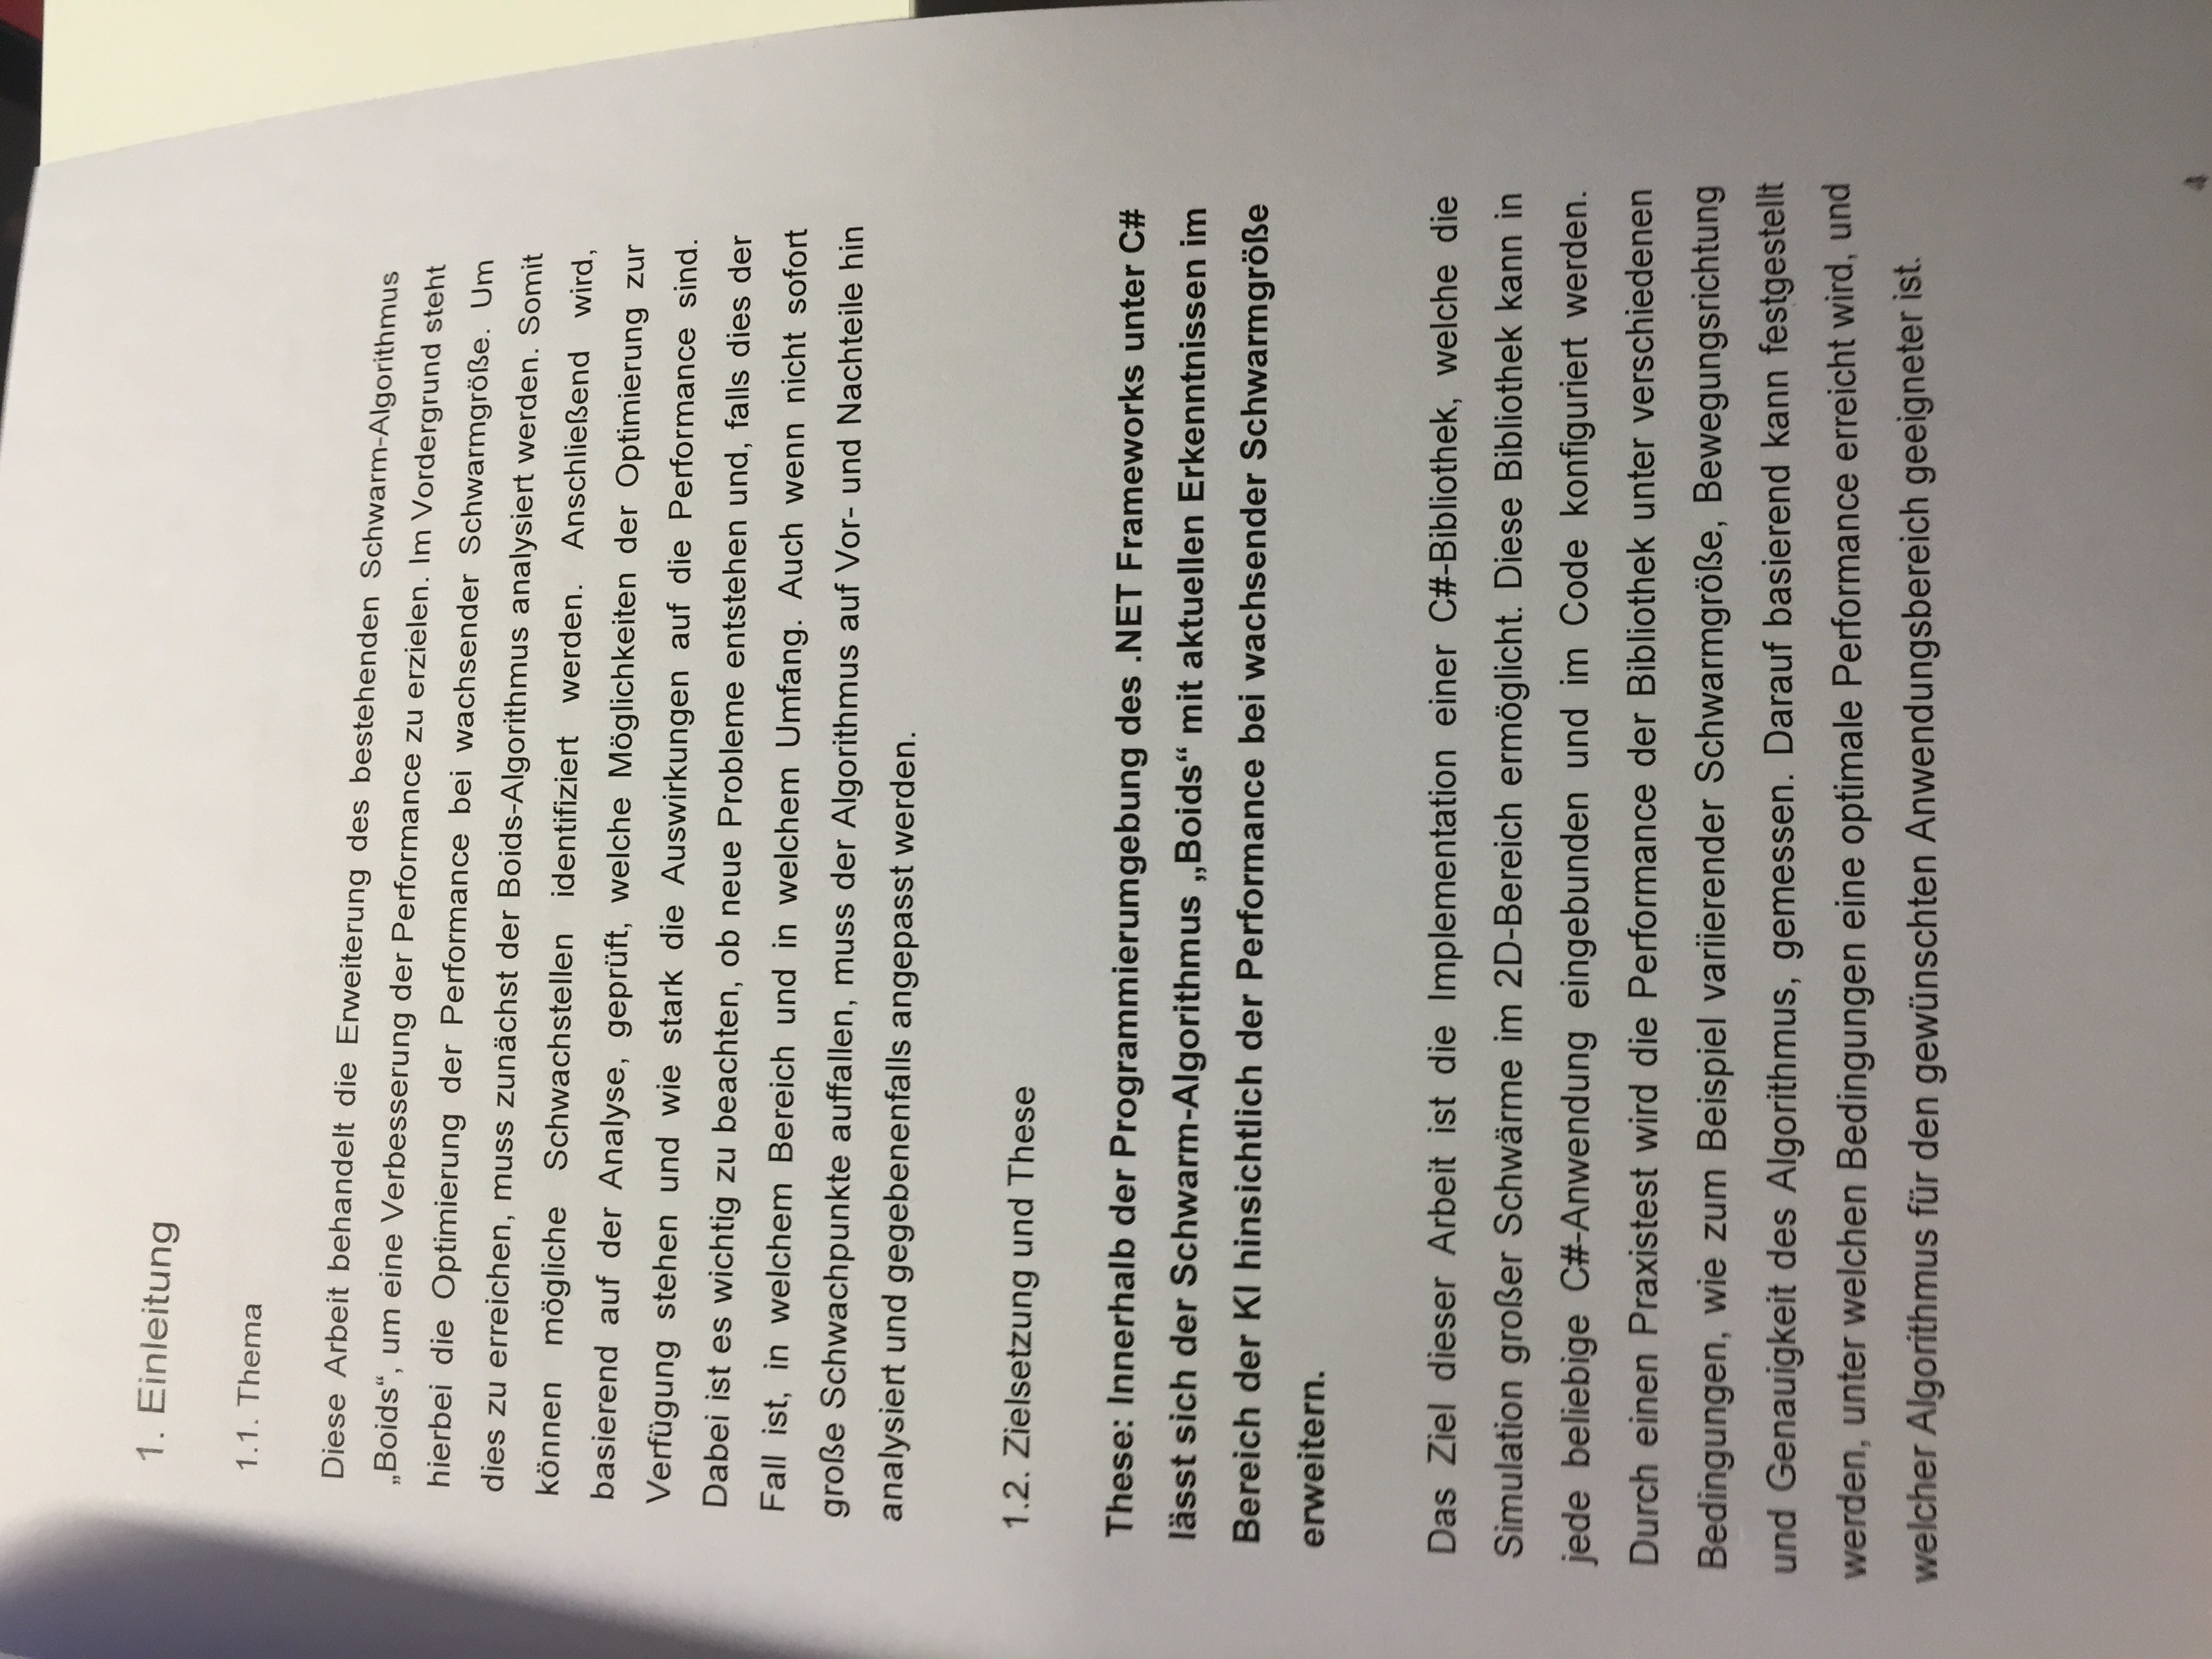 1. Einleitung
1.1. Thema
Diese Arbeit behandelt die Erweiterung des bestehenden Schwarm-Algorithmus
„Boids“, um eine Verbesserung der Performance zu erzielen. Im Vordergrund steht
hierbei die Optimierung der Performance bei wachsender Schwarmgröße. Um
dies zu erreichen, muss zunächst der Boids-Algorithmus analysiert werden. Somit
können mögliche Schwachstellen identifiziert werden. Anschließend wird,
basierend auf der Analyse, geprüft, welche Möglichkeiten der Optimierung zur
Verfügung stehen und wie stark die Auswirkungen auf die Performance sind.
Dabei ist es wichtig zu beachten, ob neue Probleme entstehen und, falls dies der
Fall ist, in welchem Bereich und in welchem Umfang. Auch wenn nicht sofort
große Schwachpunkte auffallen, muss der Algorithmus auf Vor- und Nachteile hin
analysiert und gegebenenfalls angepasst werden.
1.2. Zielsetzung und These
These: Innerhalb der Programmierumgebung des .NET Frameworks unter C#
lässt sich der Schwarm-Algorithmus „Boids“ mit aktuellen Erkenntnissen im
Bereich der KI hinsichtlich der Performance bei wachsender Schwarmgröße
erweitern.
Das Ziel dieser Arbeit ist die Implementation einer C#-Bibliothek, welche die
Simulation großer Schwärme im 2D-Bereich ermöglicht. Diese Bibliothek kann in
jede beliebige C#-Anwendung eingebunden und im Code konfiguriert werden.
Durch einen Praxistest wird die Performance der Bibliothek unter verschiedenen
Bedingungen, wie zum Beispiel variierender Schwarmgröße, Bewegungsrichtung
und Genauigkeit des Algorithmus, gemessen. Darauf basierend kann festgestellt
werden, unter welchen Bedingungen eine optimale Performance erreicht wird, und
welcher Algorithmus für den gewünschten Anwendungsbereich geeigneter ist.
4